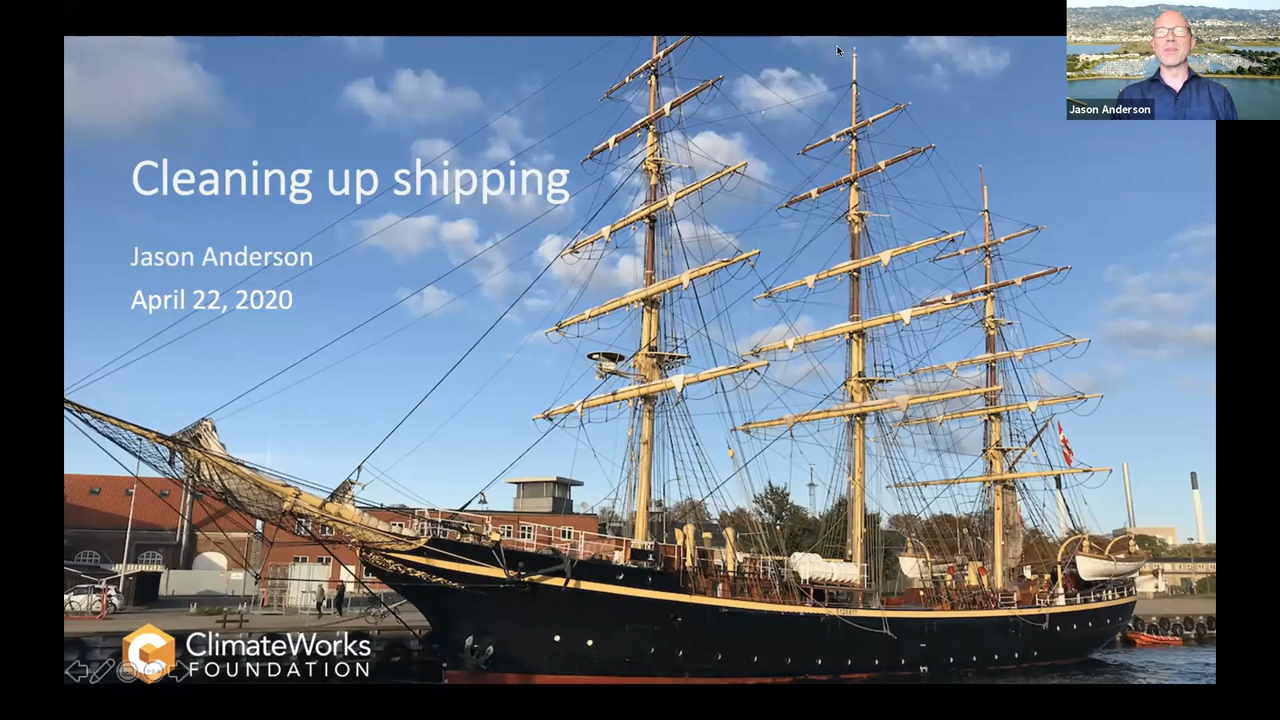 Cleaning up shipping
Jason Anderson
April 22, 2020
ClimateWorks
FOUNDATION
Jason Anderson